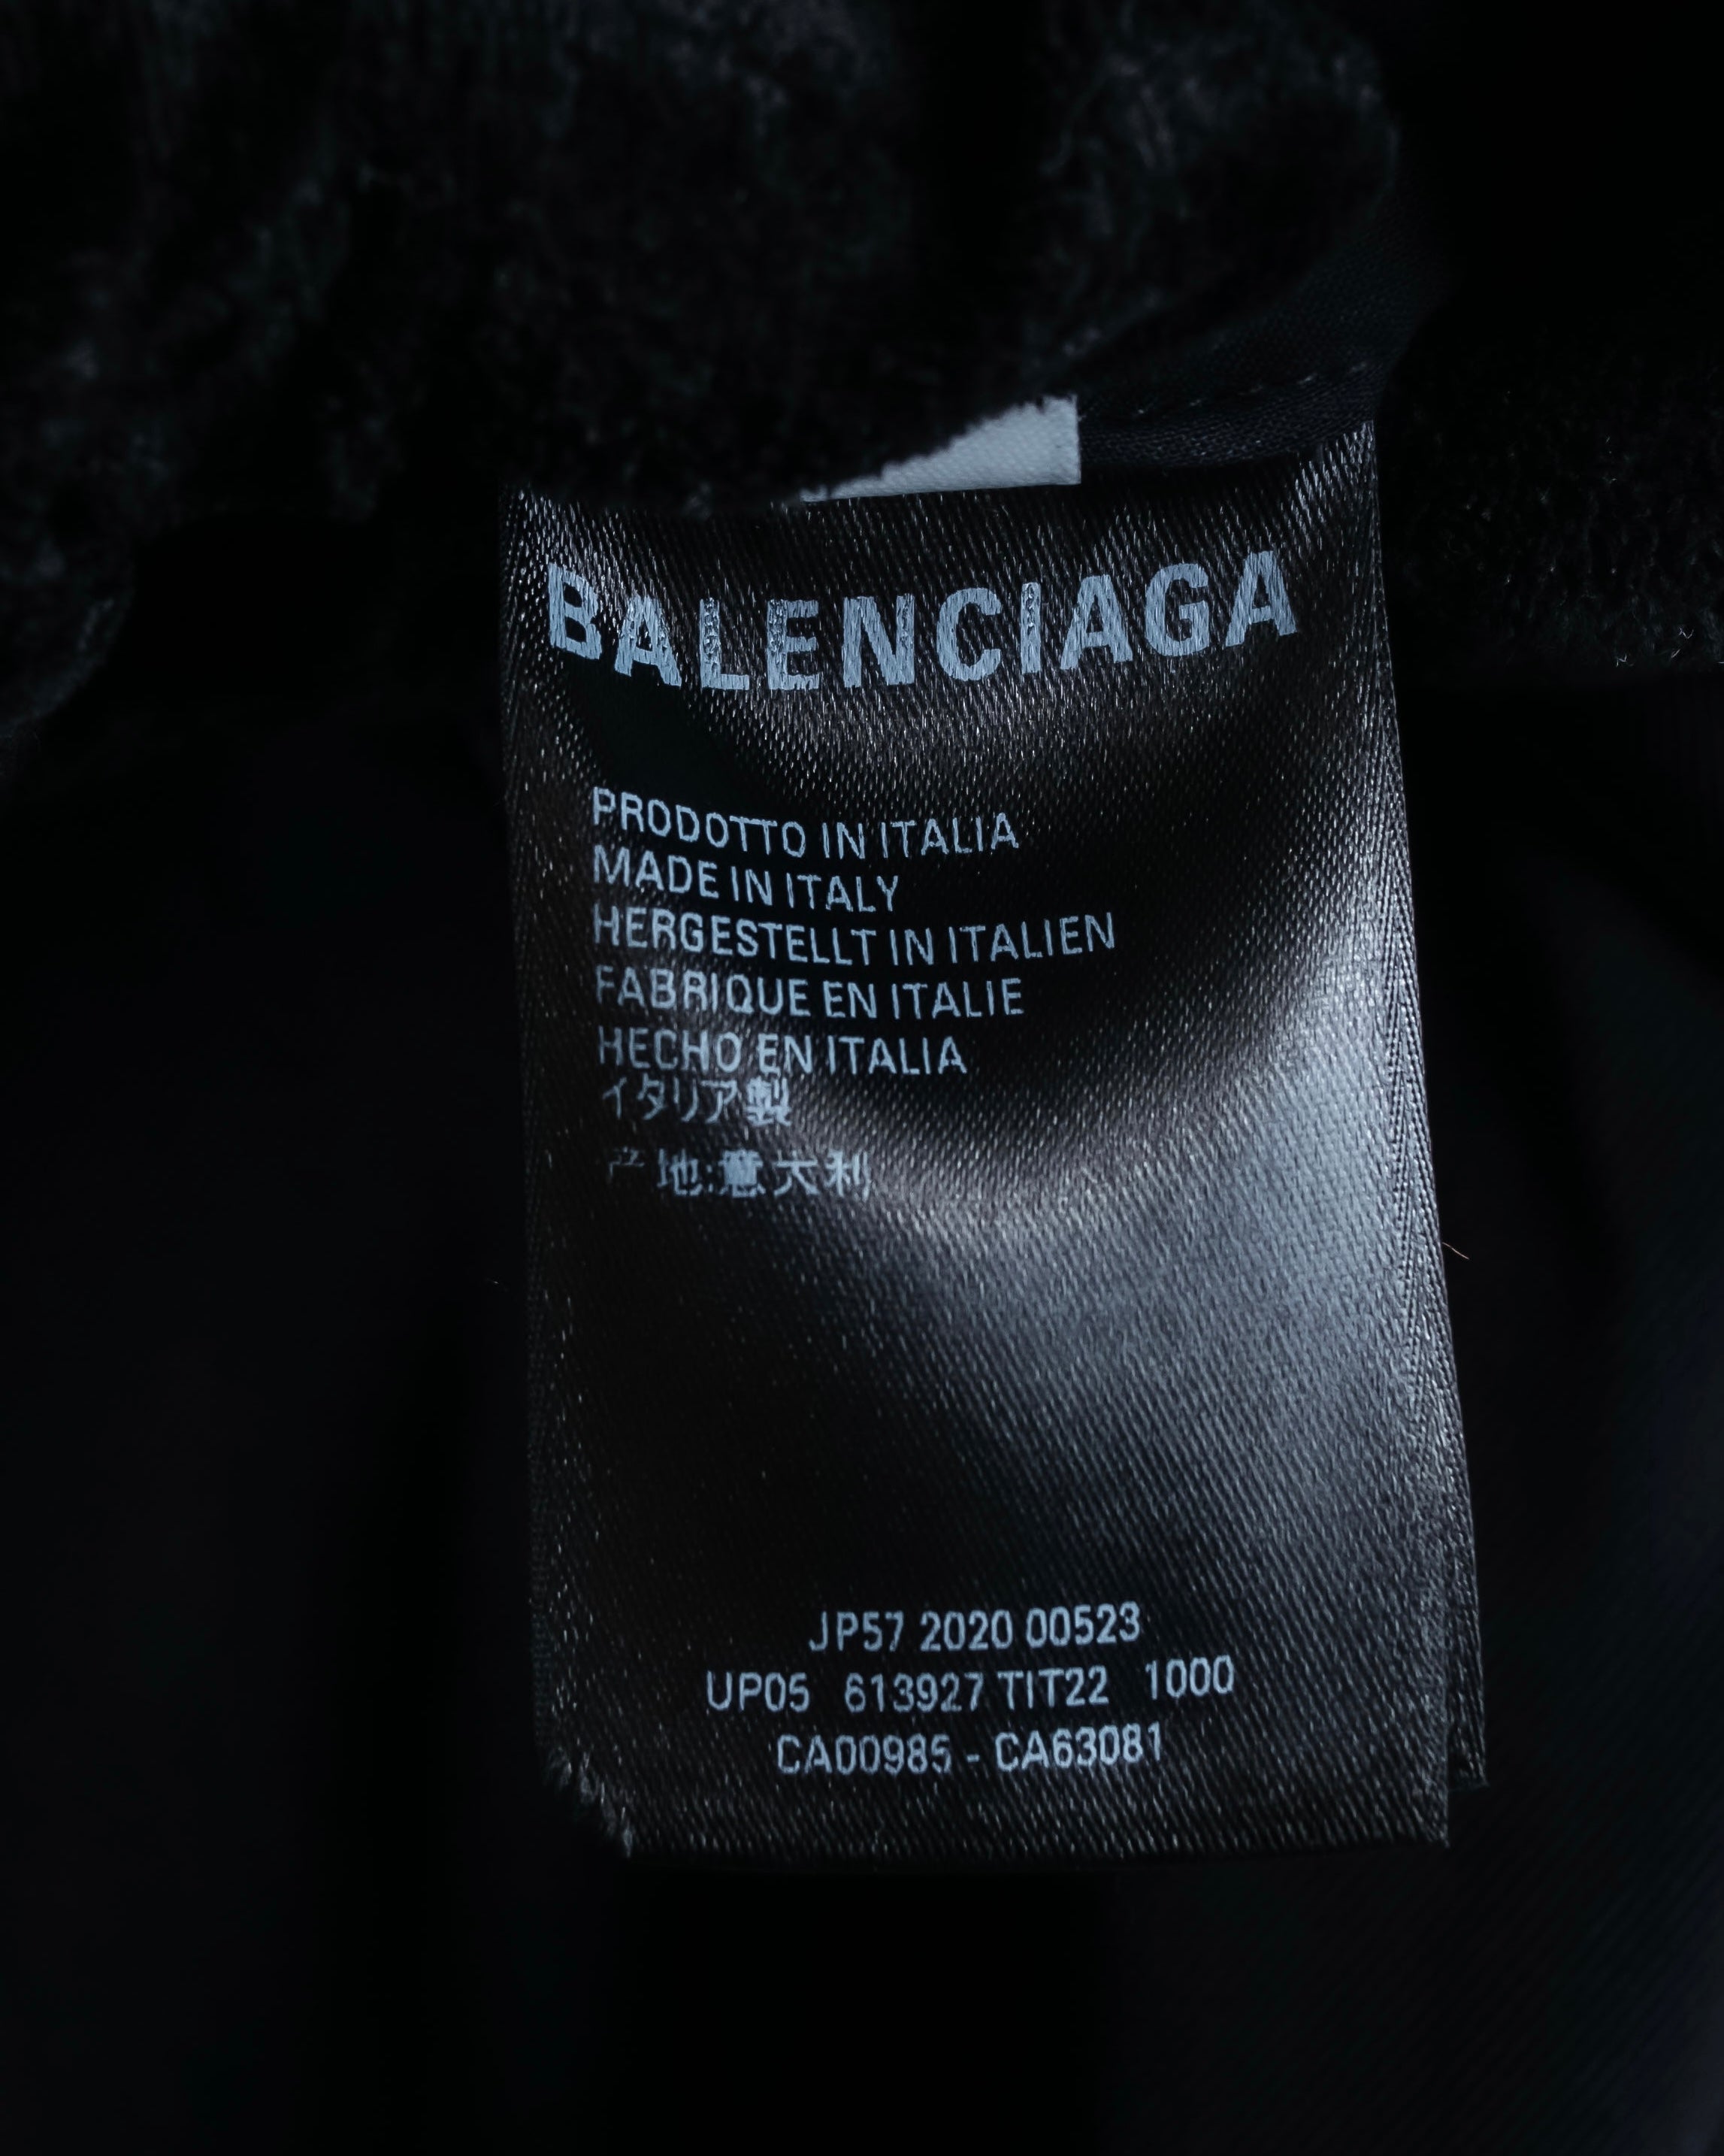 BALENCIAGA
PRODOTTO IN ITALIA
MADE IN ITALY
HERGESTELLT IN ITALIEN
FABRIQUE EN ITALIE
HECHO EN ITALIA
イタリア製
产地:意大利
JP57 2020 00523
UP05 613927 TIT22 1000
CA00985 - CA63081